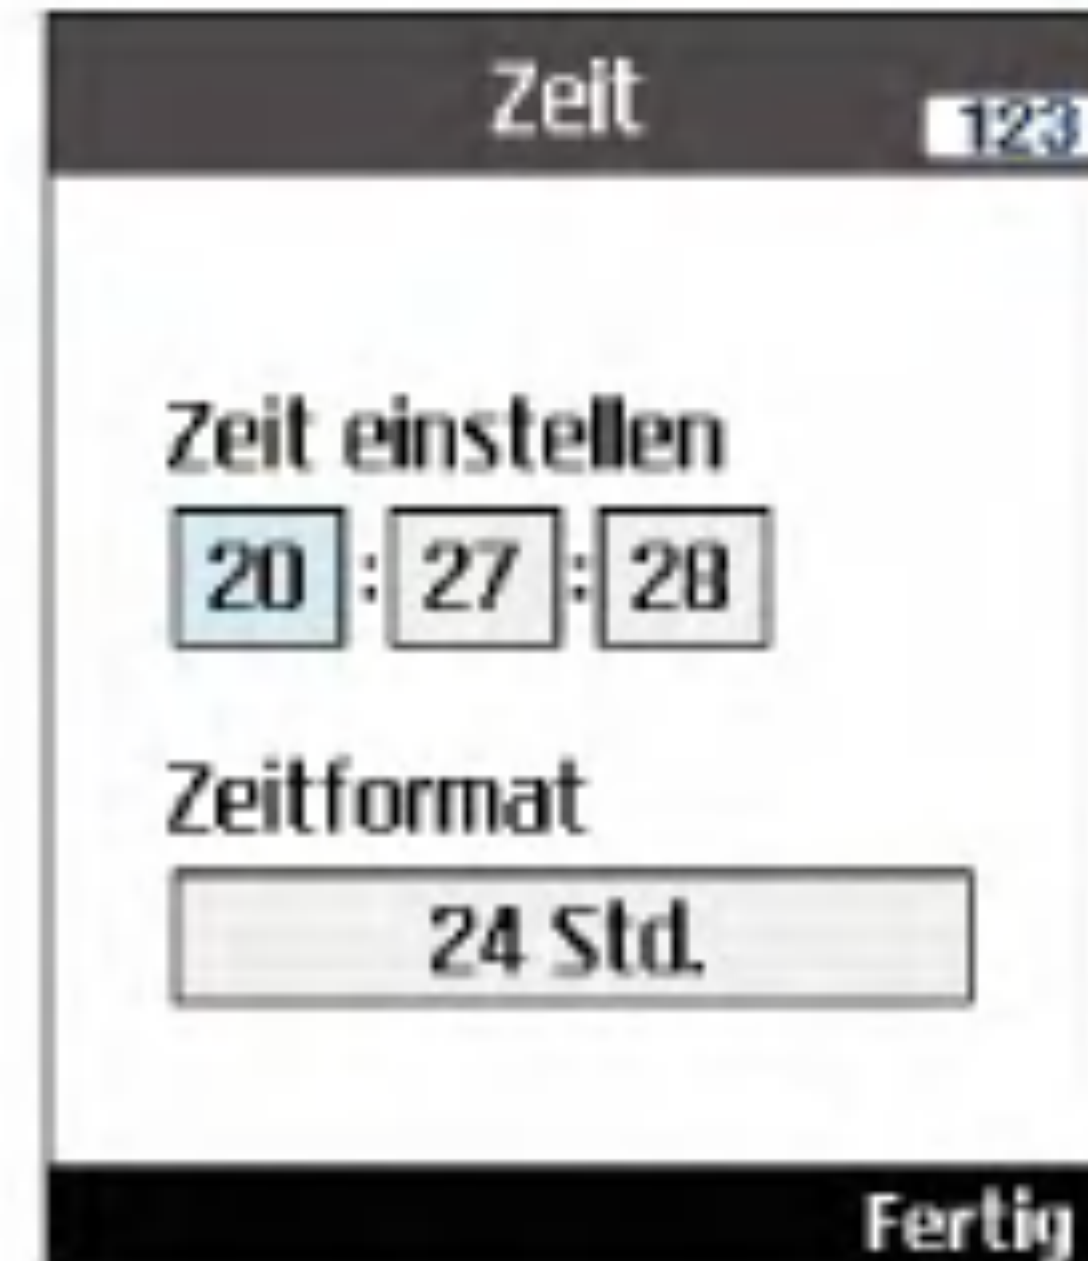 Zeit
123
Zeit einstellen
20 : 27 : 28
Zeitformat
24 Std.
Fertig